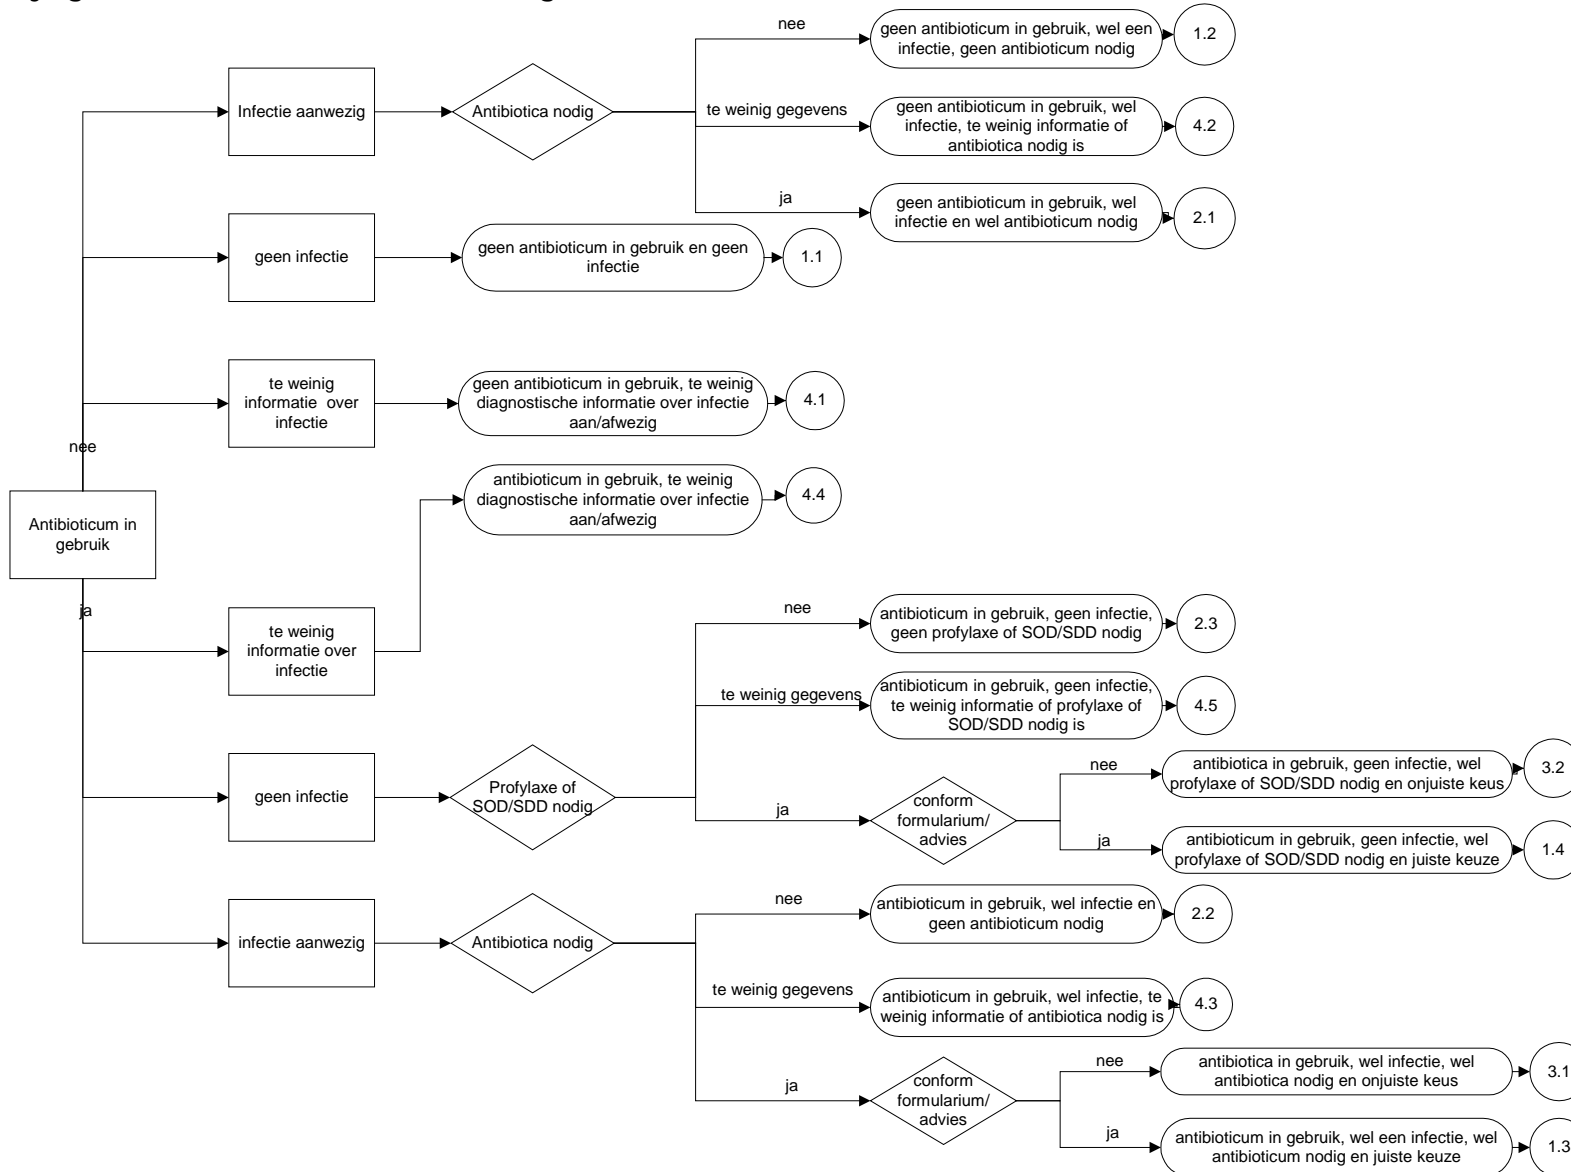 nee
geen antibioticum in gebruik, wel een
infectie, geen antibioticum nodig
1.2
Infectie aanwezig
Antibiotica nodig
te weinig gegevens
geen antibioticum in gebruik, wel
infectie, te weinig informatie of
antibiotica nodig is
4.2
ja
geen antibioticum in gebruik, wel
infectie en wel antibioticum nodig
2.1
geen infectie
geen antibioticum in gebruik en geen
infectie
1.1
te weinig
informatie over
infectie
geen antibioticum in gebruik, te weinig
diagnostische informatie over infectie
aan/afwezig
4.1
nee
antibioticum in gebruik, te weinig
diagnostische informatie over infectie
aan/afwezig
4.4
Antibioticum in
gebruik
ja
te weinig
informatie over
infectie
nee
antibioticum in gebruik, geen infectie,
geen profylaxe of SOD/SDD nodig
2.3
te weinig gegevens
antibioticum in gebruik, geen infectie,
te weinig informatie of profylaxe of
SOD/SDD nodig is
4.5
geen infectie
Profylaxe of
SOD/SDD nodig
ja
conform
formularium/
advies
nee
antibiotica in gebruik, geen infectie, wel
profylaxe of SOD/SDD nodig en onjuiste keus
3.2
ja
antibioticum in gebruik, geen infectie, wel
profylaxe of SOD/SDD nodig en juiste keuze
1.4
infectie aanwezig
Antibiotica nodig
nee
antibioticum in gebruik, wel infectie en
geen antibioticum nodig
2.2
te weinig gegevens
antibioticum in gebruik, wel infectie, te
weinig informatie of antibiotica nodig is
4.3
ja
conform
formularium/
advies
nee
antibiotica in gebruik, wel infectie, wel
antibiotica nodig en onjuiste keus
3.1
ja
antibioticum in gebruik, wel een infectie, wel
antibioticum nodig en juiste keuze
1.3